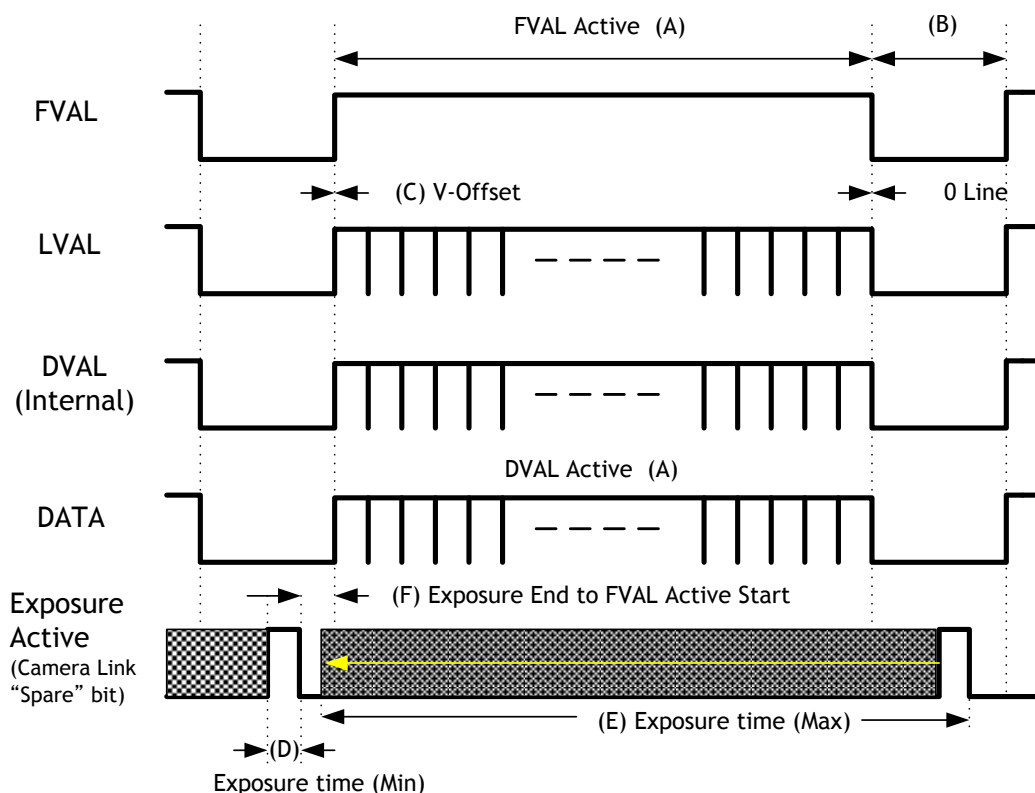 FVAL Active (A)
(B)
FVAL
(C) V-Offset
0 Line
LVAL
DVAL
(Internal)
DVAL Active (A)
DATA
(F) Exposure End to FVAL Active Start
Exposure
Active
(Camera Link
“Spare” bit)
(E) Exposure time (Max)
(D)
Exposure time (Min)